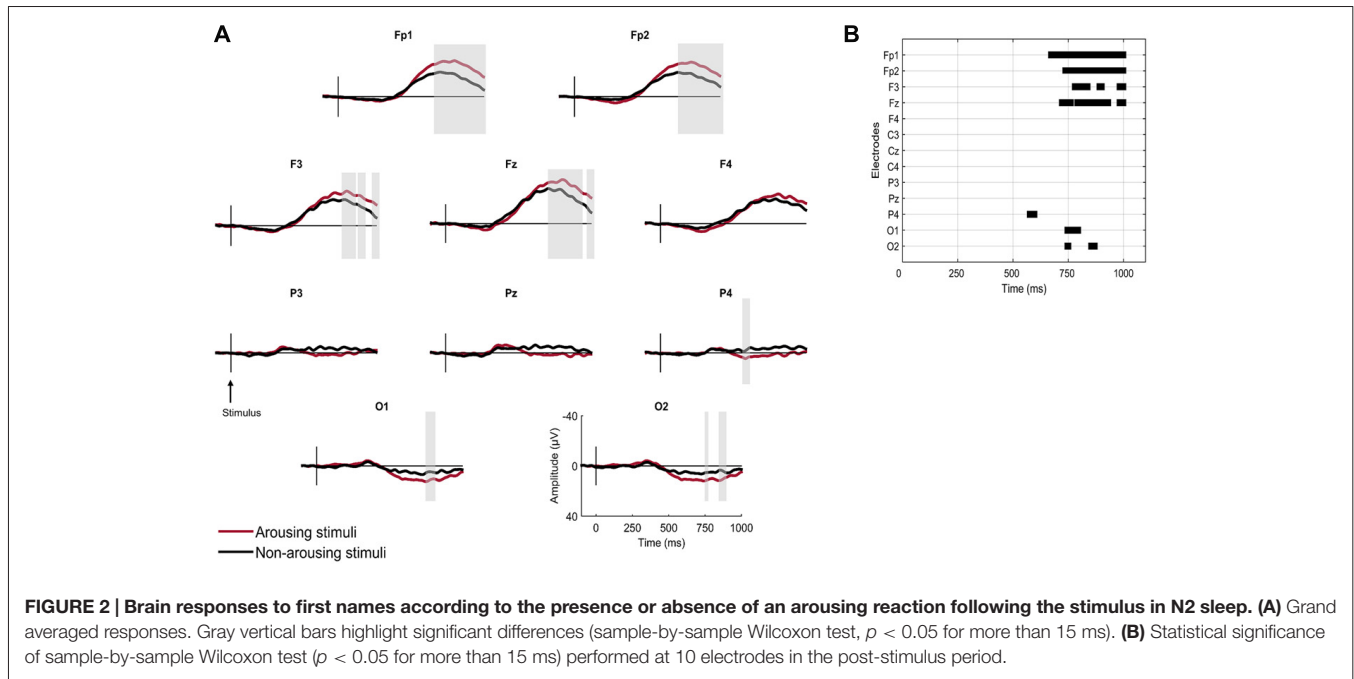 A
Fp1
Fp2
F3
Fz
F4
P3
Pz
P4
Stimulus
O1
O2
-40
0
40
Amplitude (µV)
0 250 500 750 1000
Time (ms)
Arousing stimuli
Non-arousing stimuli
B
Electrodes
Fp1
Fp2
F3
Fz
F4
C3
Cz
C4
P3
Pz
P4
O1
O2
0 250 500 750 1000
Time (ms)
FIGURE 2 | Brain responses to first names according to the presence or absence of an arousing reaction following the stimulus in N2 sleep. (A) Grand
averaged responses. Gray vertical bars highlight significant differences (sample-by-sample Wilcoxon test, p < 0.05 for more than 15 ms). (B) Statistical significance
of sample-by-sample Wilcoxon test (p < 0.05 for more than 15 ms) performed at 10 electrodes in the post-stimulus period.